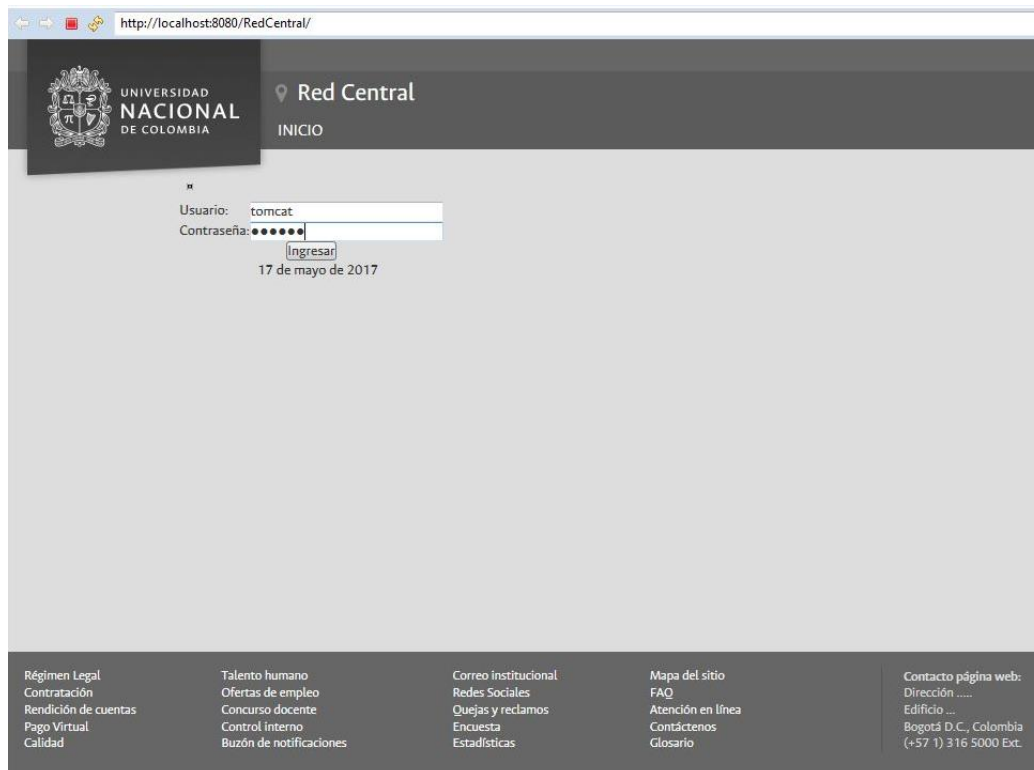 http://localhost:8080/RedCentral/
UNIVERSIDAD
NACIONAL
DE COLOMBIA
Red Central
INICIO
¤
Usuario: tomcat
Contraseña: ●●●●●●
Ingresar
17 de mayo de 2017
Régimen Legal
Contratación
Rendición de cuentas
Pago Virtual
Calidad
Talento humano
Ofertas de empleo
Concurso docente
Control interno
Buzón de notificaciones
Correo institucional
Redes Sociales
Quejas y reclamos
Encuesta
Estadísticas
Mapa del sitio
FAQ
Atención en línea
Contáctenos
Glosario
Contacto página web:
Dirección .....
Edificio ...
Bogotá D.C., Colombia
(+57 1) 316 5000 Ext.